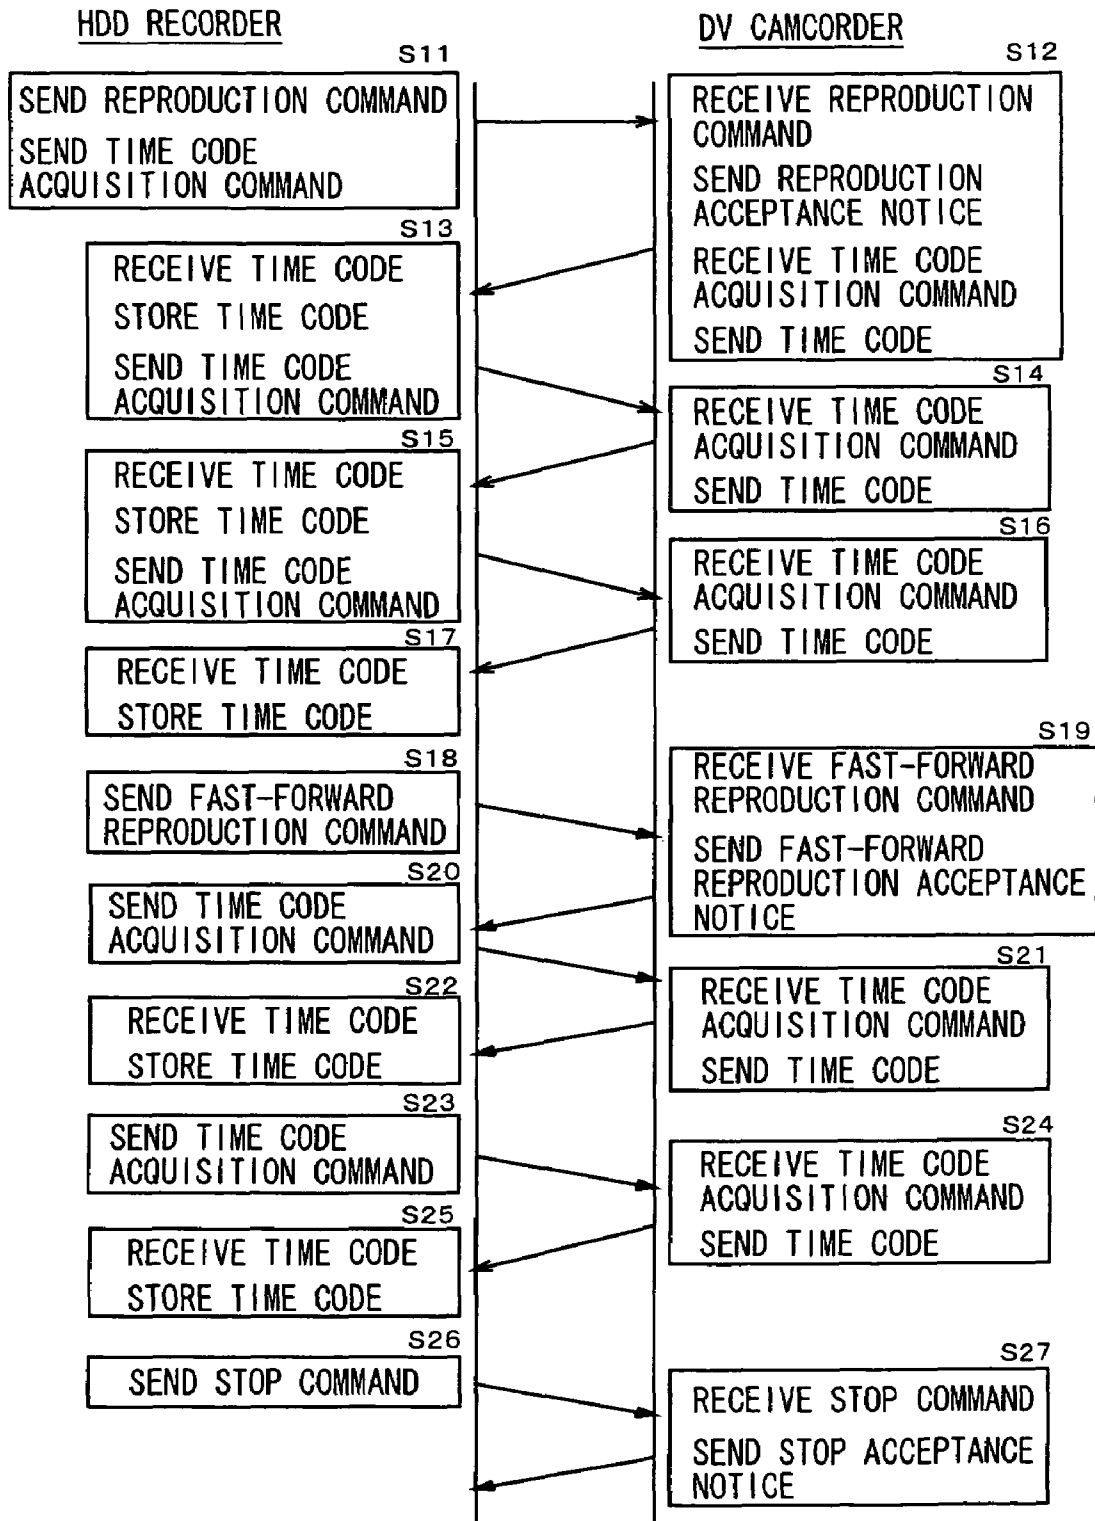 HDD RECORDER
DV CAMCORDER
S11
SEND REPRODUCTION COMMAND
SEND TIME CODE
ACQUISITION COMMAND
S12
RECEIVE REPRODUCTION
COMMAND
SEND REPRODUCTION
ACCEPTANCE NOTICE
RECEIVE TIME CODE
ACQUISITION COMMAND
SEND TIME CODE
S13
RECEIVE TIME CODE
STORE TIME CODE
SEND TIME CODE
ACQUISITION COMMAND
S14
RECEIVE TIME CODE
ACQUISITION COMMAND
SEND TIME CODE
S15
RECEIVE TIME CODE
STORE TIME CODE
SEND TIME CODE
ACQUISITION COMMAND
S16
RECEIVE TIME CODE
ACQUISITION COMMAND
SEND TIME CODE
S17
RECEIVE TIME CODE
STORE TIME CODE
S18
SEND FAST-FORWARD
REPRODUCTION COMMAND
S19
RECEIVE FAST-FORWARD
REPRODUCTION COMMAND
SEND FAST-FORWARD
REPRODUCTION ACCEPTANCE
NOTICE
S20
SEND TIME CODE
ACQUISITION COMMAND
S21
RECEIVE TIME CODE
ACQUISITION COMMAND
SEND TIME CODE
S22
RECEIVE TIME CODE
STORE TIME CODE
S23
SEND TIME CODE
ACQUISITION COMMAND
S24
RECEIVE TIME CODE
ACQUISITION COMMAND
SEND TIME CODE
S25
RECEIVE TIME CODE
STORE TIME CODE
S26
SEND STOP COMMAND
S27
RECEIVE STOP COMMAND
SEND STOP ACCEPTANCE
NOTICE